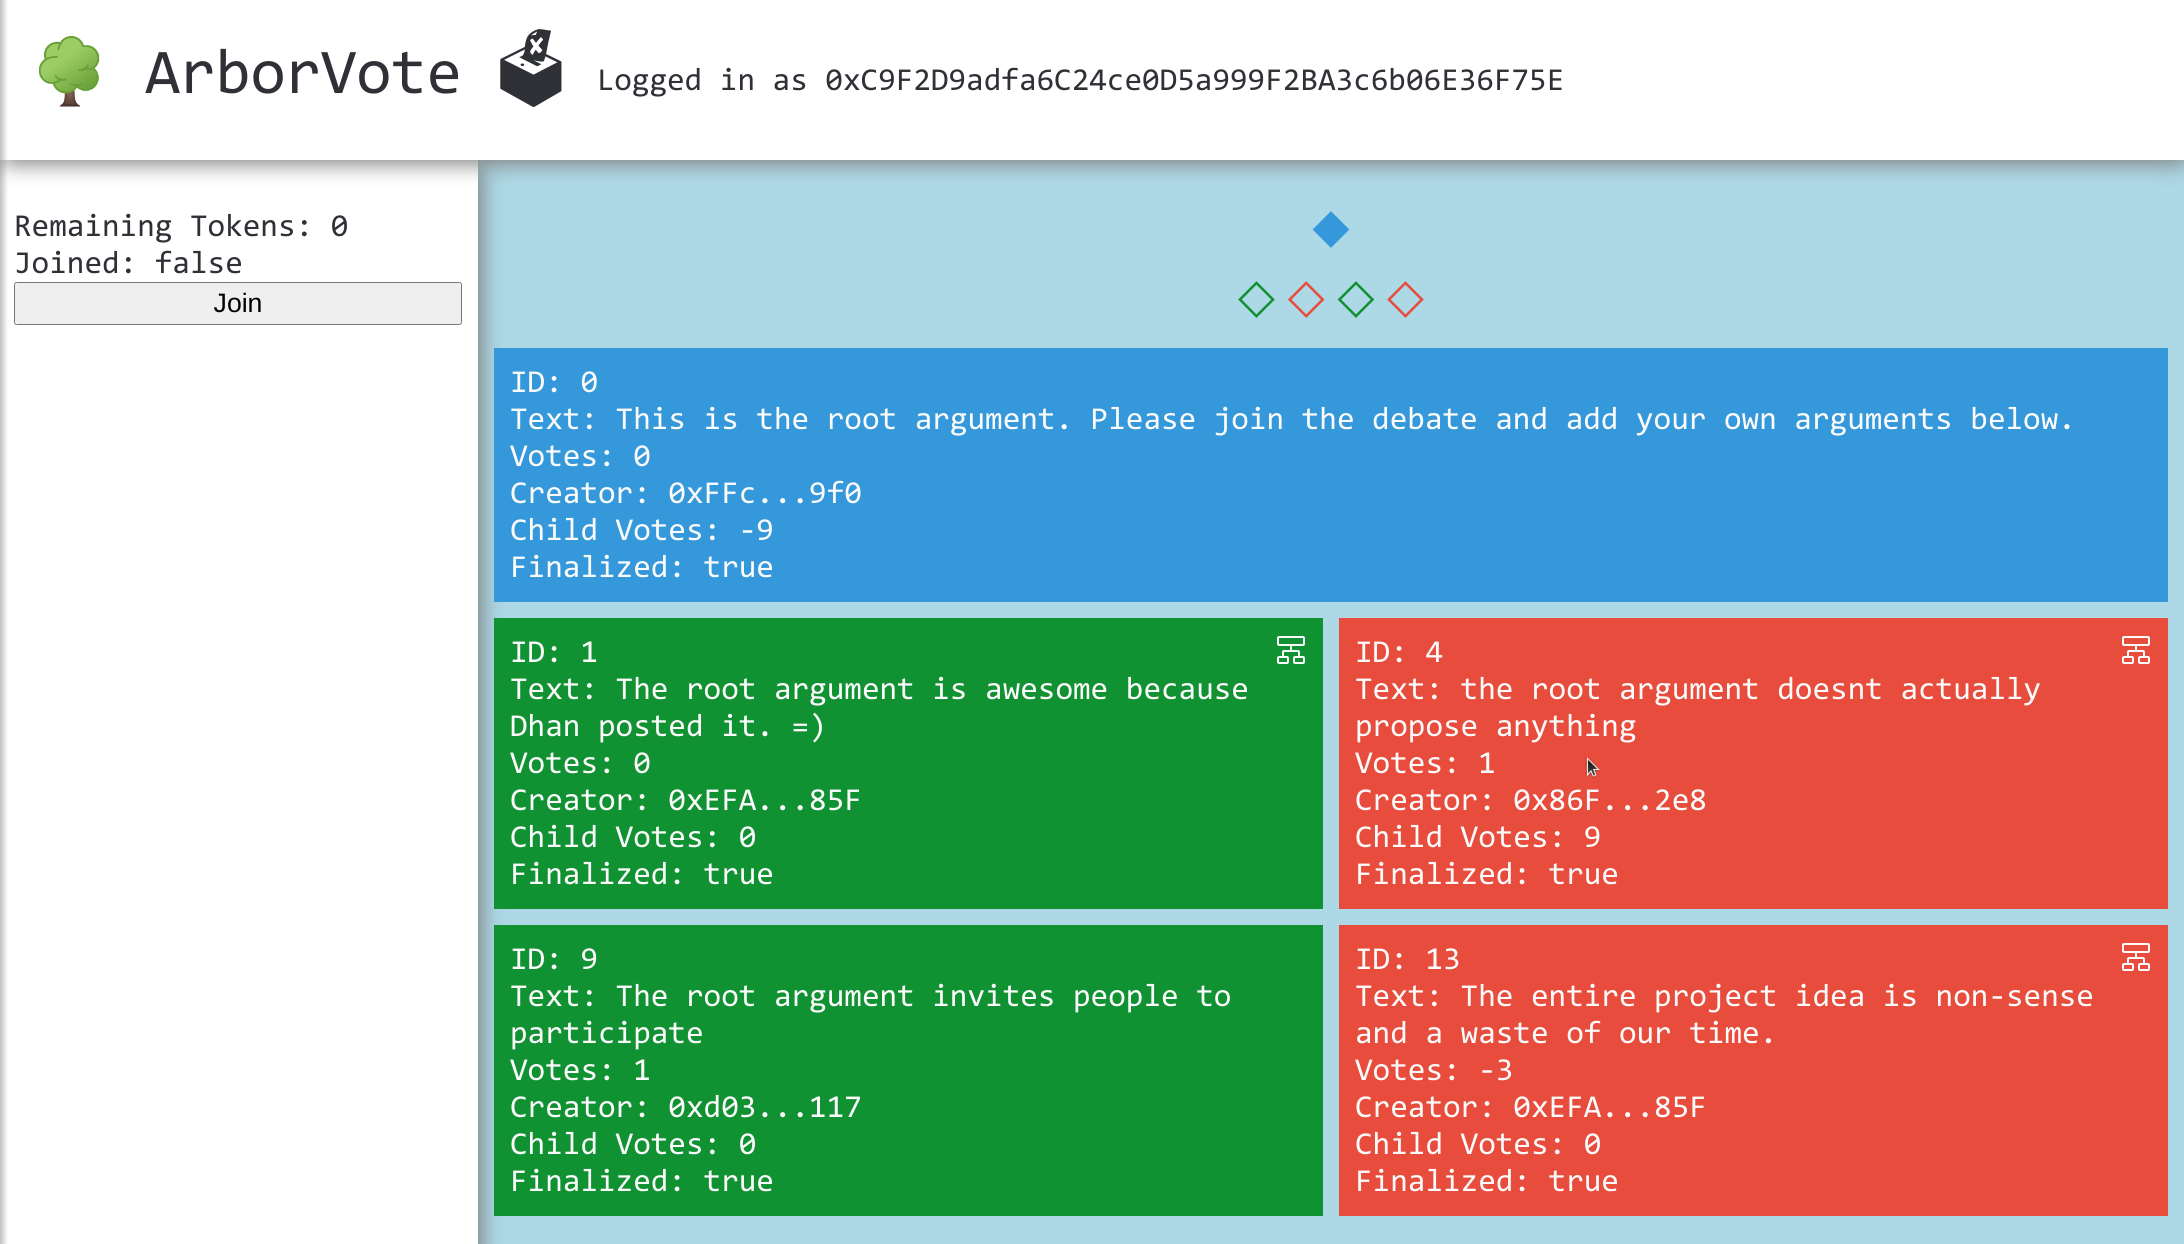 ArborVote
Logged in as 0xC9F2D9adfa6C24ce0D5a999F2BA3c6b06E36F75E
Remaining Tokens: 0
Joined: false
Join
ID: 0
Text: This is the root argument. Please join the debate and add your own arguments below.
Votes: 0
Creator: 0xFFc...9f0
Child Votes: -9
Finalized: true
ID: 1
Text: The root argument is awesome because
Dhan posted it. =)
Votes: 0
Creator: 0xEFA...85F
Child Votes: 0
Finalized: true
ID: 4
Text: the root argument doesnt actually
propose anything
Votes: 1
Creator: 0x86F...2e8
Child Votes: 9
Finalized: true
ID: 9
Text: The root argument invites people to
participate
Votes: 1
Creator: 0xd03...117
Child Votes: 0
Finalized: true
ID: 13
Text: The entire project idea is non-sense
and a waste of our time.
Votes: -3
Creator: 0xEFA...85F
Child Votes: 0
Finalized: true